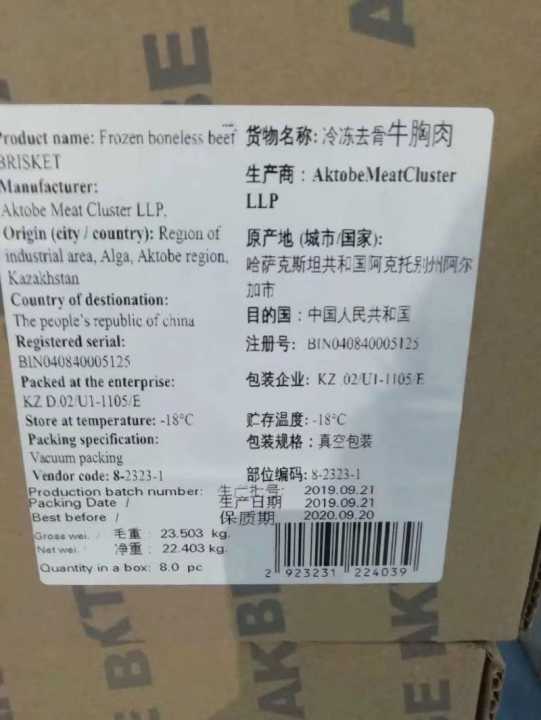 Product name: Frozen boneless beef
BRISKET
Manufacturer:
Aktobe Meat Cluster LLP,
Origin (city / country): Region of
industrial area, Alga, Aktobe region,
Kazakhstan
Country of destionation:
The people's republic of china
Registered serial:
BIN040840005125
Packed at the enterprise:
KZ D.02/U1-1105/E
Store at temperature: -18°C
Packing specification:
Vacuum packing
Vendor code: 8-2323-1
货物名称: 冷冻去骨牛胸肉
生产商：AktobeMeatCluster
LLP
原产地 (城市/国家):
哈萨克斯坦共和国阿克托别州阿尔
加市
目的国：中国人民共和国
注册号: BIN040840005125
包装企业: KZ .02/U1-1105/E
贮存温度: -18°C
包装规格：真空包装
部位编码: 8-2323-1
Production batch number: 生产批号: 2019.09.21
Packing Date / 生产日期 2019.09.21
Best before / 保质期 2020.09.20
Gross wei. / 毛重: 23.503 kg.
Net wei. / 净重: 22.403 kg.
Quantity in a box: 8.0 pc
2 923231 224039